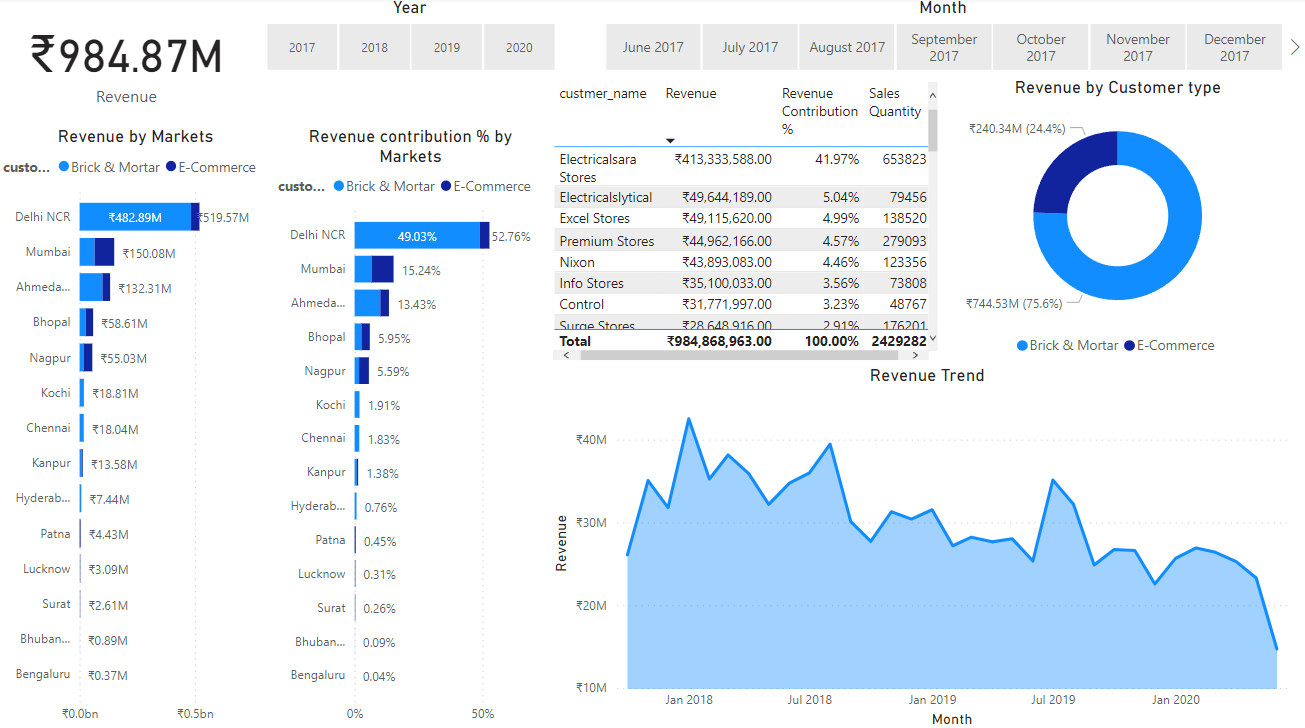 Year
Month
₹984.87M
Revenue
2017
2018
2019
2020
June 2017
July 2017
August 2017
September
2017
October
2017
November
2017
December
2017
Revenue by Markets
custo...
Brick & Mortar
E-Commerce
Delhi NCR
₹482.89M
₹519.57M
Mumbai
₹150.08M
Ahmeda...
₹132.31M
Bhopal
₹58.61M
Nagpur
₹55.03M
Kochi
₹18.81M
Chennai
₹18.04M
Kanpur
₹13.58M
Hyderab...
₹7.44M
Patna
₹4.43M
Lucknow
₹3.09M
Surat
₹2.61M
Bhuban...
₹0.89M
Bengaluru
₹0.37M
₹0.0bn
₹0.5bn
Revenue contribution % by
Markets
custo...
Brick & Mortar
E-Commerce
Delhi NCR
49.03%
52.76%
Mumbai
15.24%
Ahmeda...
13.43%
Bhopal
5.95%
Nagpur
5.59%
Kochi
1.91%
Chennai
1.83%
Kanpur
1.38%
Hyderab...
0.76%
Patna
0.45%
Lucknow
0.31%
Surat
0.26%
Bhuban...
0.09%
Bengaluru
0.04%
0%
50%
custmer_name
Revenue
Revenue
Contribution
%
Sales
Quantity
Electricalsara
Stores
₹413,333,588.00
41.97%
653823
Electricalslytical
₹49,644,189.00
5.04%
79456
Excel Stores
₹49,115,620.00
4.99%
138520
Premium Stores
₹44,962,166.00
4.57%
279093
Nixon
₹43,893,083.00
4.46%
123356
Info Stores
₹35,100,033.00
3.56%
73808
Control
₹31,771,997.00
3.23%
48767
Surge Stores
₹28,648,916.00
2.91%
176201
Total
₹984,868,963.00
100.00%
2429282
Revenue by Customer type
₹240.34M (24.4%)
₹744.53M (75.6%)
Brick & Mortar
E-Commerce
Revenue Trend
Revenue
₹40M
₹30M
₹20M
₹10M
Jan 2018
Jul 2018
Jan 2019
Jul 2019
Jan 2020
Month